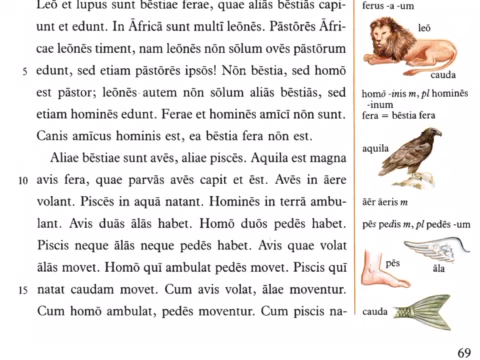 Leō et lupus sunt bēstiae ferae, quae aliās bēstiās capi-
unt et edunt. In Āfricā sunt multī leōnēs. Pāstōrēs Āfri-
cae leōnēs timent, nam leōnēs nōn sōlum ovēs pāstōrum
5 edunt, sed etiam pāstōrēs ipsōs! Nōn bēstia, sed homō
est pāstor; leōnēs autem nōn sōlum aliās bēstiās, sed
etiam hominēs edunt. Ferae et hominēs amīcī nōn sunt.
Canis amīcus hominis est, ea bēstia fera nōn est.
Aliae bēstiae sunt avēs, aliae piscēs. Aquila est magna
10 avis fera, quae parvās avēs capit et ēst. Avēs in āere
volant. Piscēs in aquā natant. Hominēs in terrā ambu-
lant. Avis duās ālās habet. Homō duōs pedēs habet.
Piscis neque ālās neque pedēs habet. Avis quae volat
ālās movet. Homō quī ambulat pedēs movet. Piscis quī
15 natat caudam movet. Cum avis volat, ālae moventur.
Cum homō ambulat, pedēs moventur. Cum piscis na-
ferus -a -um
leō
cauda
homō -inis m, pl hominēs
-inum
fera = bēstia fera
aquila
āēr āeris m
pēs pedis m, pl pedēs -um
pēs
āla
cauda
69